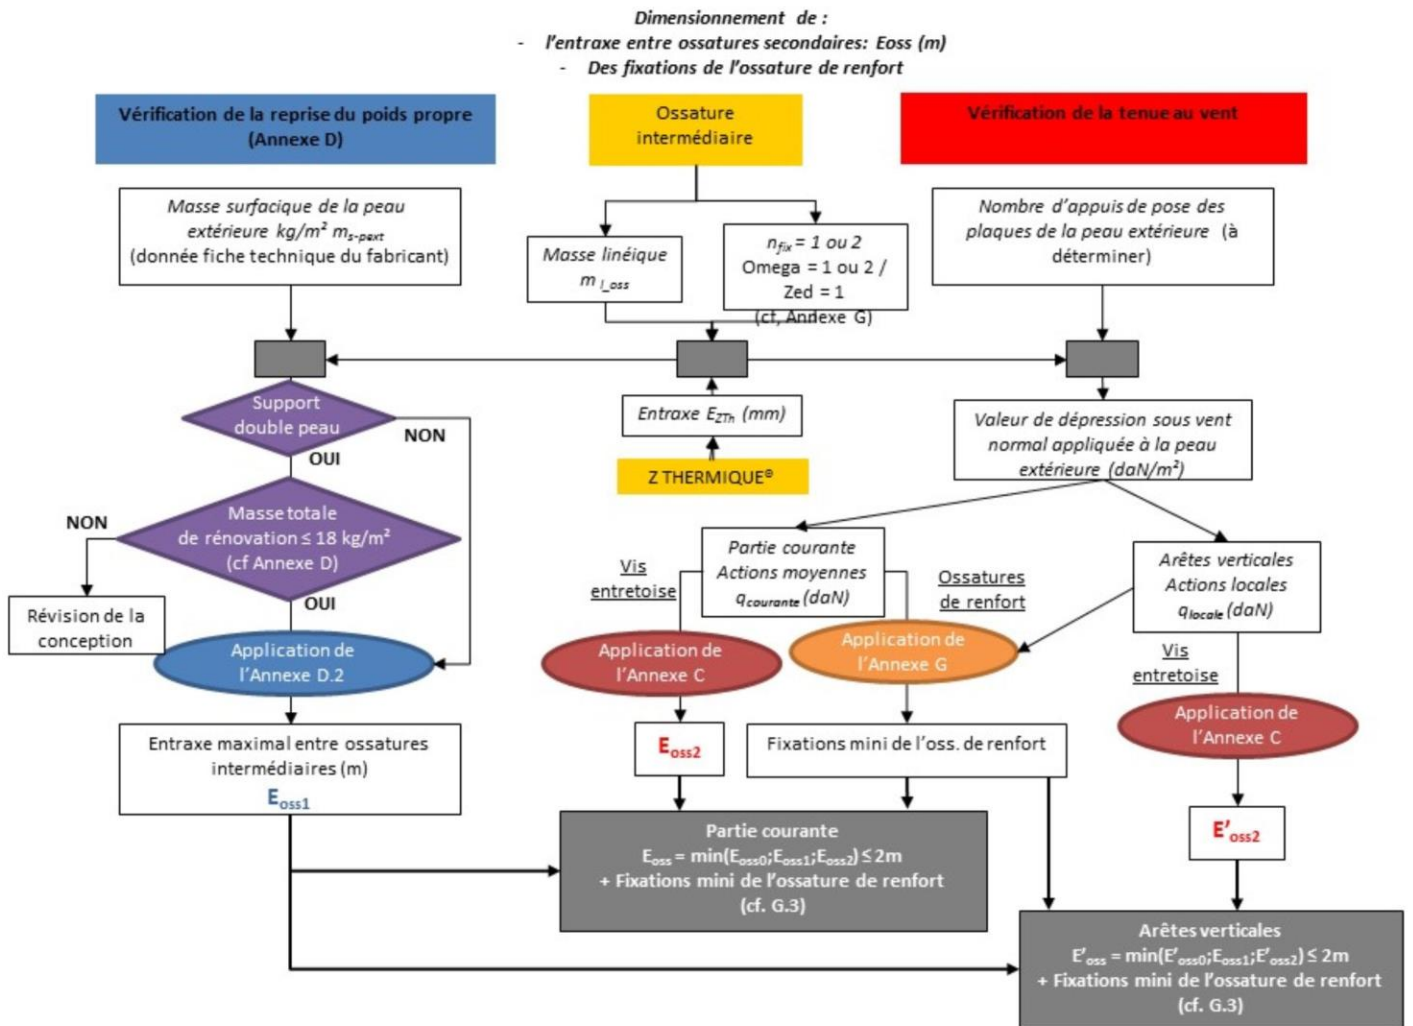 Dimensionnement de :
- l'entraxe entre ossatures secondaires: Eoss (m)
- Des fixations de l'ossature de renfort
Vérification de la reprise du poids propre
(Annexe D)
Ossature
intermédiaire
Vérification de la tenue au vent
Masse surfacique de la peau
extérieure kg/m² ms-pext
(donnée fiche technique du fabricant)
Masse linéique
m l_oss
nfix = 1 ou 2
Omega = 1 ou 2 /
Zed = 1
(cf, Annexe G)
Nombre d'appuis de pose des
plaques de la peau extérieure (à
déterminer)
Support
double peau
NON
OUI
Entraxe EZTh (mm)
Z THERMIQUE®
Valeur de dépression sous vent
normal appliquée à la peau
extérieure (daN/m²)
NON
Masse totale
de rénovation ≤ 18 kg/m²
(cf Annexe D)
OUI
Révision de la
conception
Vis
entretoise
Partie courante
Actions moyennes
qcourante (daN)
Ossatures
de renfort
Arêtes verticales
Actions locales
qlocale (daN)
Application de
l'Annexe D.2
Application de
l'Annexe C
Application de
l'Annexe G
Vis
entretoise
Application de
l'Annexe C
Entraxe maximal entre ossatures
intermédiaires (m)
Eoss1
Eoss2
Fixations mini de l'oss. de renfort
E'oss2
Partie courante
Eoss = min(Eoss0;Eoss1;Eoss2) ≤ 2m
+ Fixations mini de l'ossature de renfort
(cf. G.3)
Arêtes verticales
E'oss = min(E'oss0;Eoss1;E'oss2) ≤ 2m
+ Fixations mini de l'ossature de renfort
(cf. G.3)